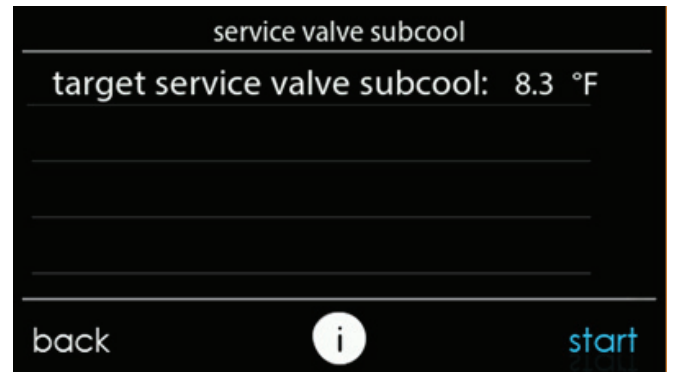 service valve subcool
target service valve subcool: 8.3 °F
back i start